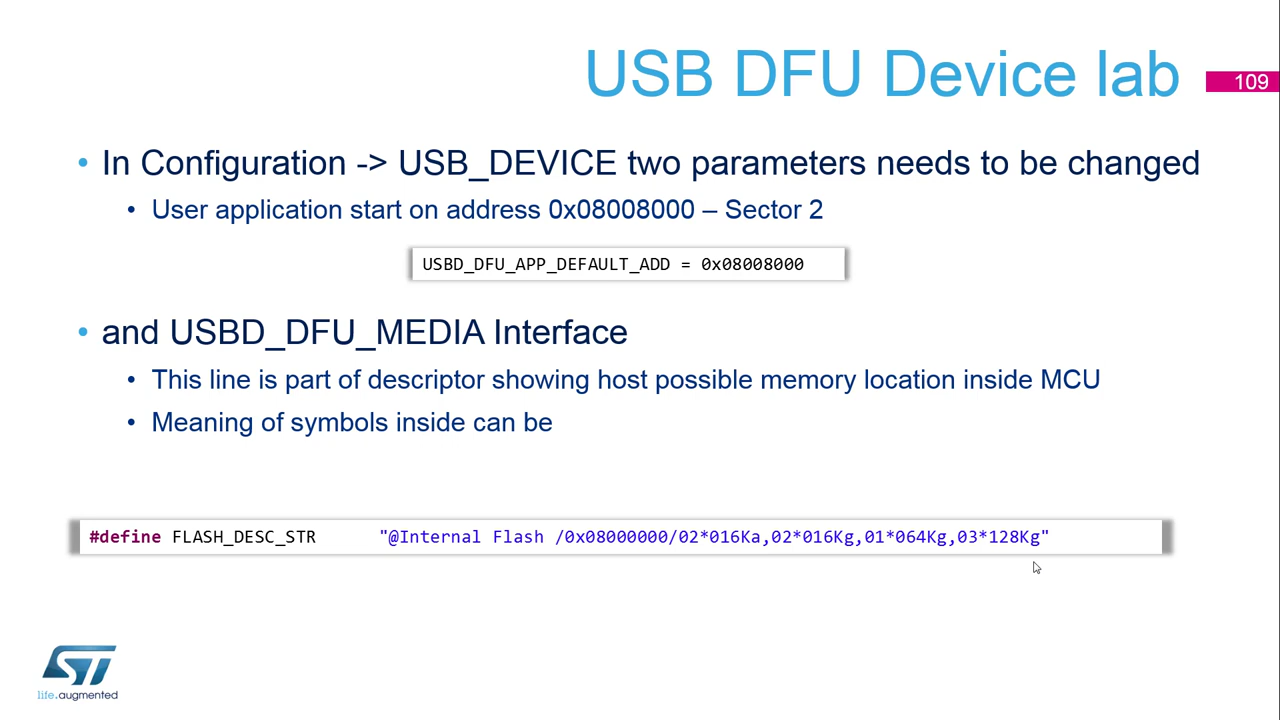 USB DFU Device lab
109
• In Configuration -> USB_DEVICE two parameters needs to be changed
• User application start on address 0x08008000 – Sector 2
USBD_DFU_APP_DEFAULT_ADD = 0x08008000
• and USBD_DFU_MEDIA Interface
• This line is part of descriptor showing host possible memory location inside MCU
• Meaning of symbols inside can be
#define FLASH_DESC_STR "@Internal Flash /0x08000000/02*016Ka,02*016Kg,01*064Kg,03*128Kg"
ST
life.augmented